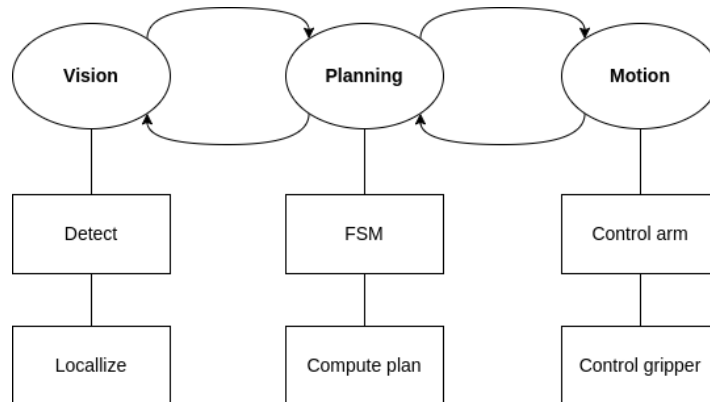 Vision
Planning
Motion
Detect
FSM
Control arm
Locallize
Compute plan
Control gripper